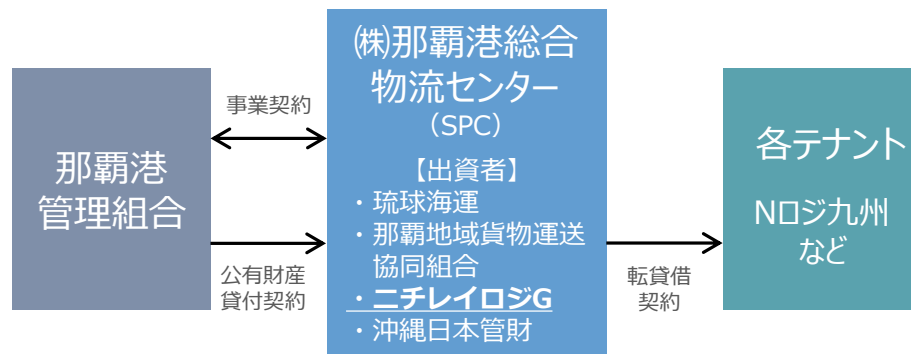 那覇港
管理組合
事業契約
公有財産
貸付契約
㈱那覇港総合
物流センター
（SPC）
【出資者】
・琉球海運
・那覇地域貨物運送
協同組合
・ニチレイロジG
・沖縄日本管財
転貸借
契約
各テナント
Nロジ九州
など